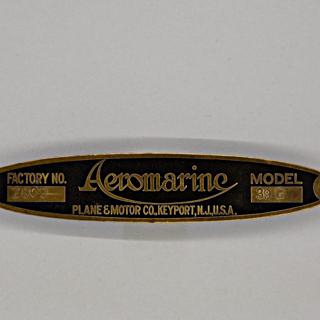 FACTORY NO.
Aeromarine
MODEL
PLANE & MOTOR CO., KEYPORT, N.J., U.S.A.